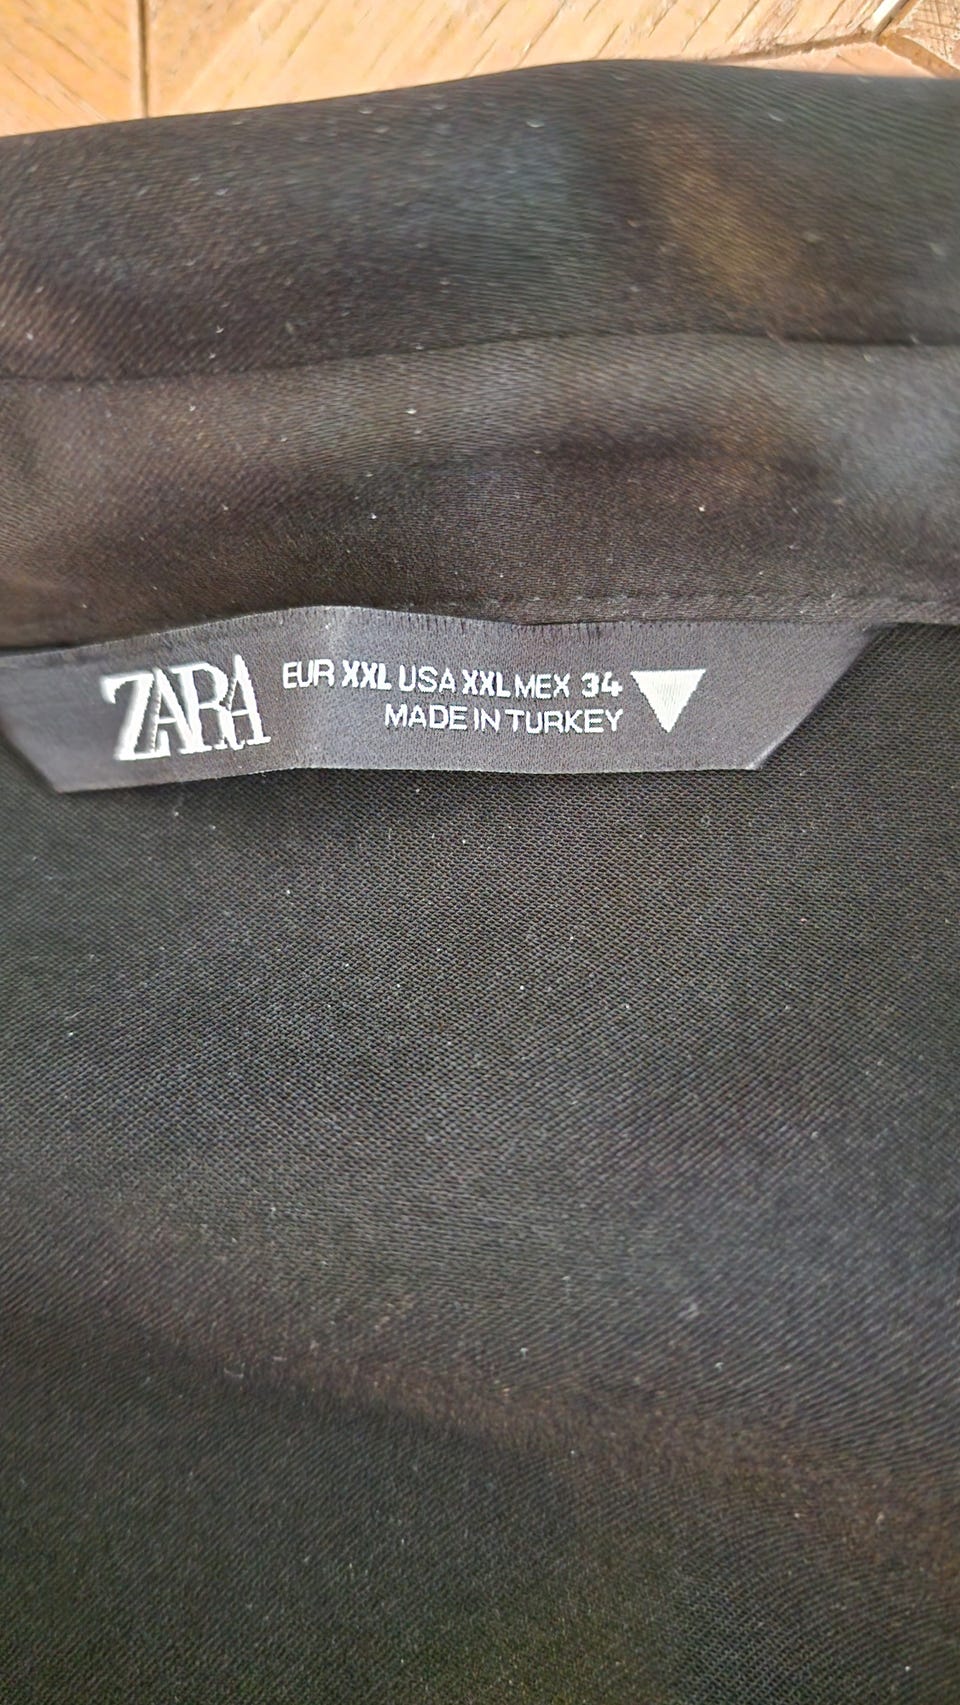 ZARA
EUR XXL USA XXL MEX 34
MADE IN TURKEY